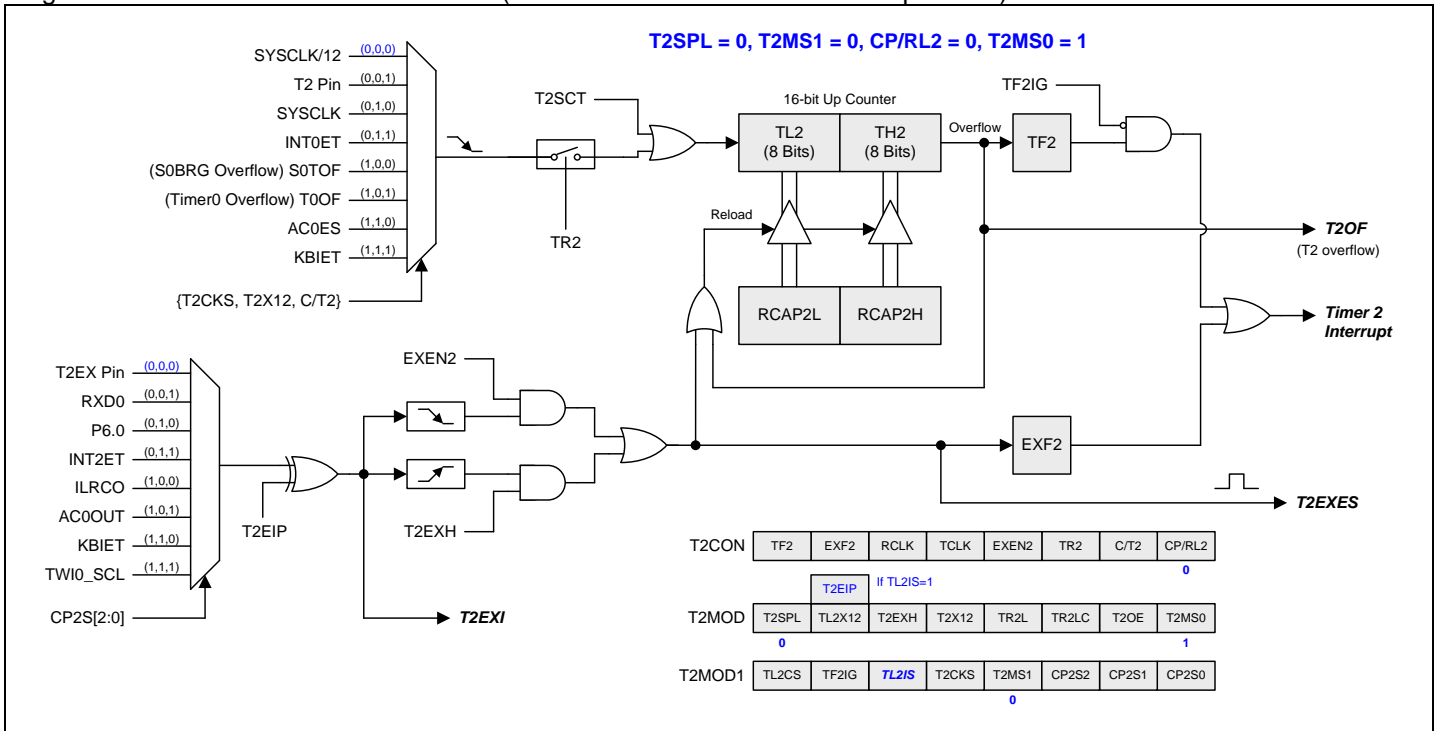 T2SPL = 0, T2MS1 = 0, CP/RL2 = 0, T2MS0 = 1
SYSCLK/12 (0,0,0)
T2 Pin (0,0,1)
SYSCLK (0,1,0)
INT0ET (0,1,1)
(S0BRG Overflow) S0TOF (1,0,0)
(Timer0 Overflow) T0OF (1,0,1)
AC0ES (1,1,0)
KBIET (1,1,1)
{T2CKS, T2X12, C/T2}
T2SCT
TR2
16-bit Up Counter
TL2
(8 Bits)
TH2
(8 Bits)
Overflow
TF2IG
TF2
Reload
RCAP2L
RCAP2H
T2OF
(T2 overflow)
Timer 2
Interrupt
T2EX Pin (0,0,0)
RXD0 (0,0,1)
P6.0 (0,1,0)
INT2ET (0,1,1)
ILRCO (1,0,0)
AC0OUT (1,0,1)
KBIET (1,1,0)
TWI0_SCL (1,1,1)
CP2S[2:0]
T2EIP
EXEN2
T2EXH
EXF2
T2EXES
T2EXI
T2CON TF2 EXF2 RCLK TCLK EXEN2 TR2 C/T2 CP/RL2
0
T2EIP If TL2IS=1
T2MOD T2SPL TL2X12 T2EXH T2X12 TR2L TR2LC T2OE T2MS0
0 1
T2MOD1 TL2CS TF2IG TL2IS T2CKS T2MS1 CP2S2 CP2S1 CP2S0
0